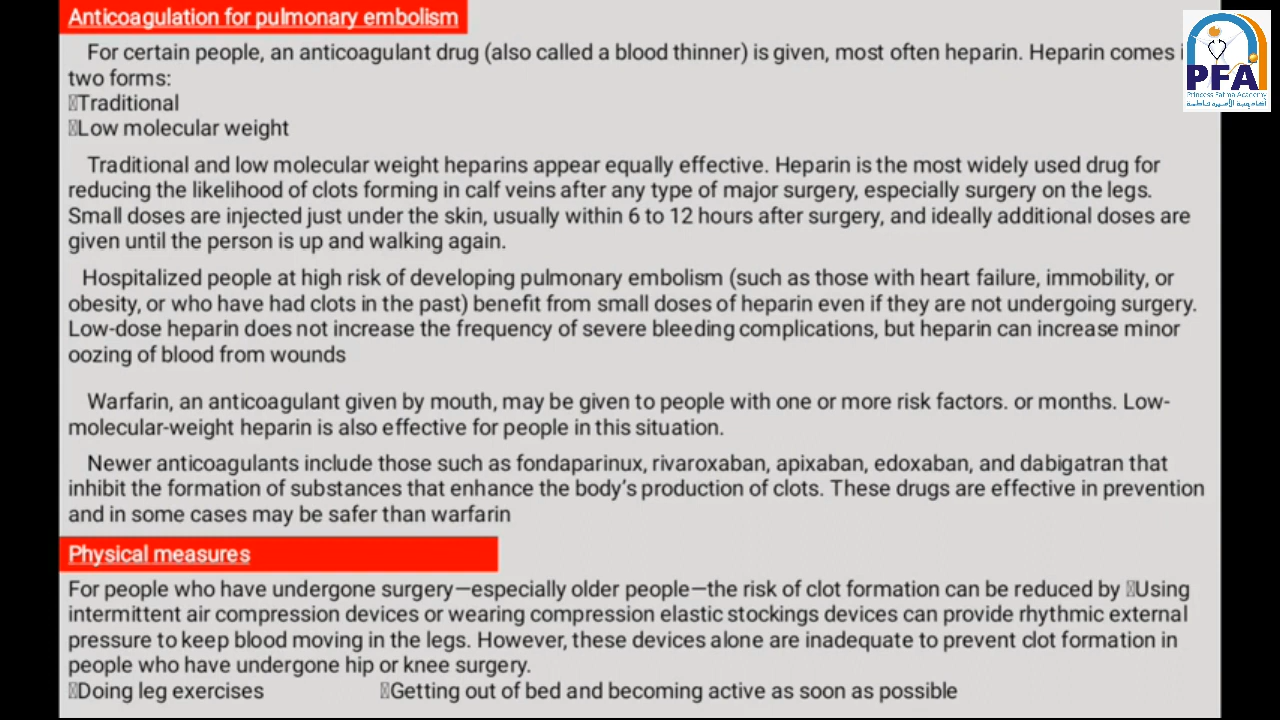 Anticoagulation for pulmonary embolism
For certain people, an anticoagulant drug (also called a blood thinner) is given, most often heparin. Heparin comes
two forms:
Traditional
Low molecular weight
Traditional and low molecular weight heparins appear equally effective. Heparin is the most widely used drug for
reducing the likelihood of clots forming in calf veins after any type of major surgery, especially surgery on the legs.
Small doses are injected just under the skin, usually within 6 to 12 hours after surgery, and ideally additional doses are
given until the person is up and walking again.
Hospitalized people at high risk of developing pulmonary embolism (such as those with heart failure, immobility, or
obesity, or who have had clots in the past) benefit from small doses of heparin even if they are not undergoing surgery.
Low-dose heparin does not increase the frequency of severe bleeding complications, but heparin can increase minor
oozing of blood from wounds
Warfarin, an anticoagulant given by mouth, may be given to people with one or more risk factors. or months. Low-
molecular-weight heparin is also effective for people in this situation.
Newer anticoagulants include those such as fondaparinux, rivaroxaban, apixaban, edoxaban, and dabigatran that
inhibit the formation of substances that enhance the body's production of clots. These drugs are effective in prevention
and in some cases may be safer than warfarin
Physical measures
For people who have undergone surgery—especially older people—the risk of clot formation can be reduced by Using
intermittent air compression devices or wearing compression elastic stockings devices can provide rhythmic external
pressure to keep blood moving in the legs. However, these devices alone are inadequate to prevent clot formation in
people who have undergone hip or knee surgery.
Doing leg exercises Getting out of bed and becoming active as soon as possible
PFA
Princess Fatma Academy
أكاديمية الأميرة فاطمة